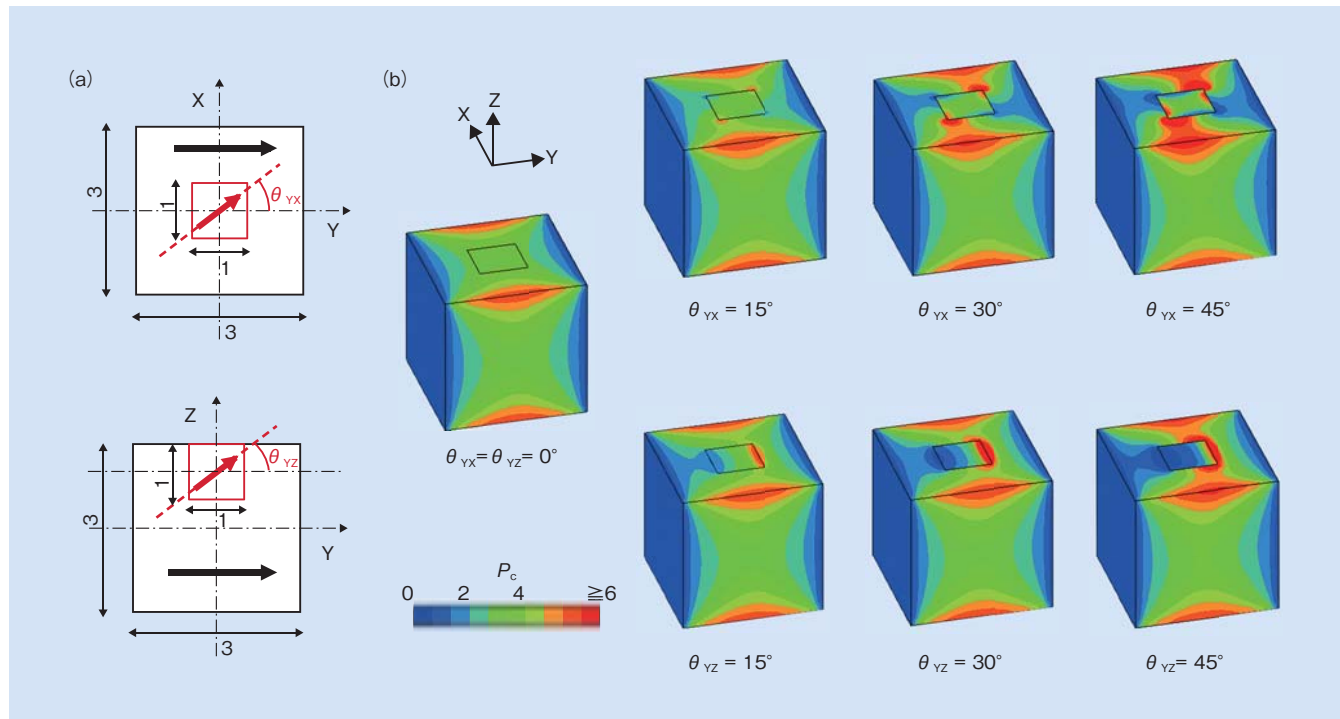 (a)
X
3
1
θYX
Y
1
3
Z
3
1
θYZ
1
Y
3
(b)
Z
X
Y
θYX = θYZ = 0°
Pc
0 2 4 ≧6
θYX = 15°
θYX = 30°
θYX = 45°
θYZ = 15°
θYZ = 30°
θYZ = 45°